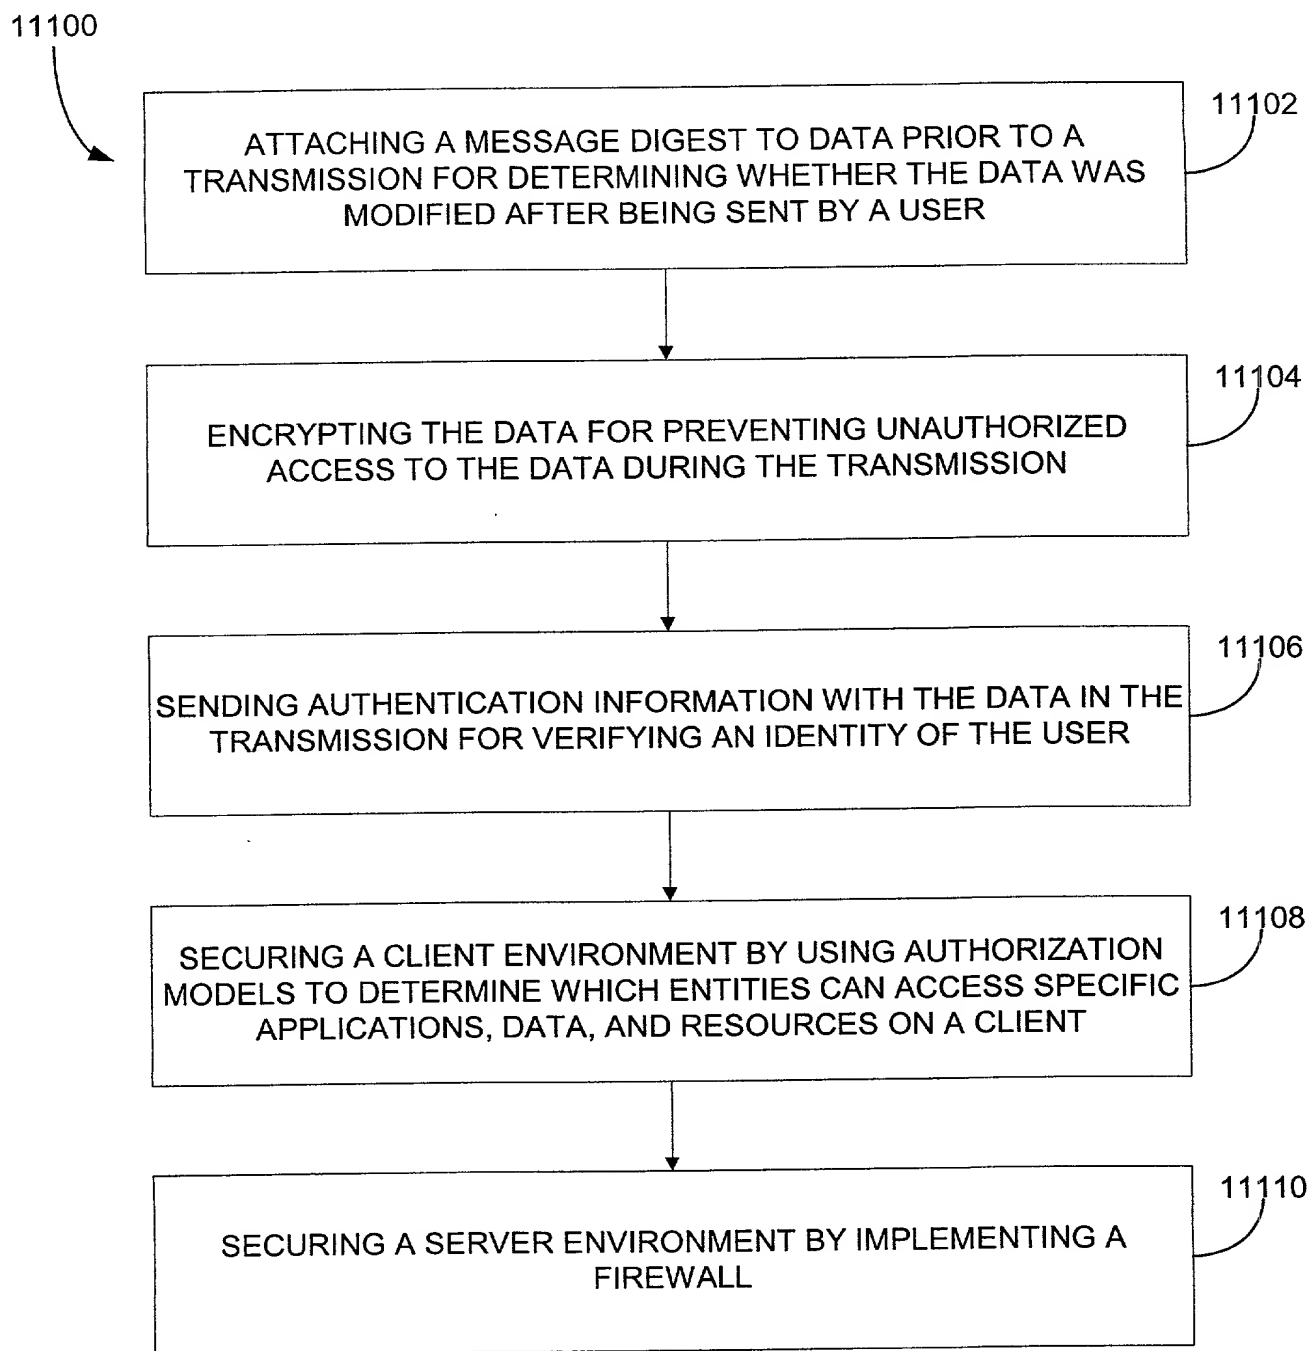 11100
11102
ATTACHING A MESSAGE DIGEST TO DATA PRIOR TO A
TRANSMISSION FOR DETERMINING WHETHER THE DATA WAS
MODIFIED AFTER BEING SENT BY A USER
11104
ENCRYPTING THE DATA FOR PREVENTING UNAUTHORIZED
ACCESS TO THE DATA DURING THE TRANSMISSION
11106
SENDING AUTHENTICATION INFORMATION WITH THE DATA IN THE
TRANSMISSION FOR VERIFYING AN IDENTITY OF THE USER
11108
SECURING A CLIENT ENVIRONMENT BY USING AUTHORIZATION
MODELS TO DETERMINE WHICH ENTITIES CAN ACCESS SPECIFIC
APPLICATIONS, DATA, AND RESOURCES ON A CLIENT
11110
SECURING A SERVER ENVIRONMENT BY IMPLEMENTING A
FIREWALL